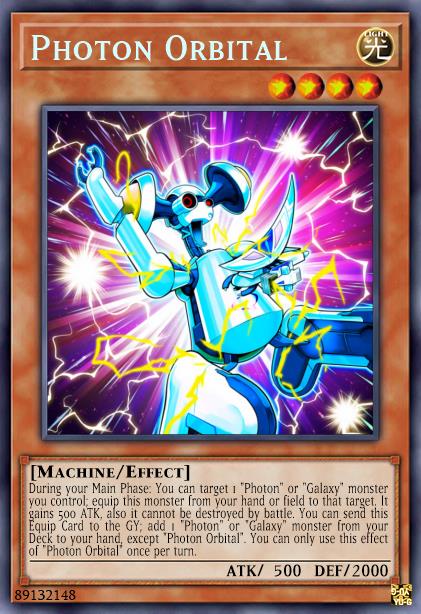 PHOTON ORBITAL
LIGHT
光
[MACHINE/EFFECT]
During your Main Phase: You can target 1 "Photon" or "Galaxy" monster
you control; equip this monster from your hand or field to that target. It
gains 500 ATK, also it cannot be destroyed by battle. You can send this
Equip Card to the GY; add 1 "Photon" or "Galaxy" monster from your
Deck to your hand, except "Photon Orbital". You can only use this effect
of "Photon Orbital" once per turn.
ATK/ 500 DEF/2000
89132148